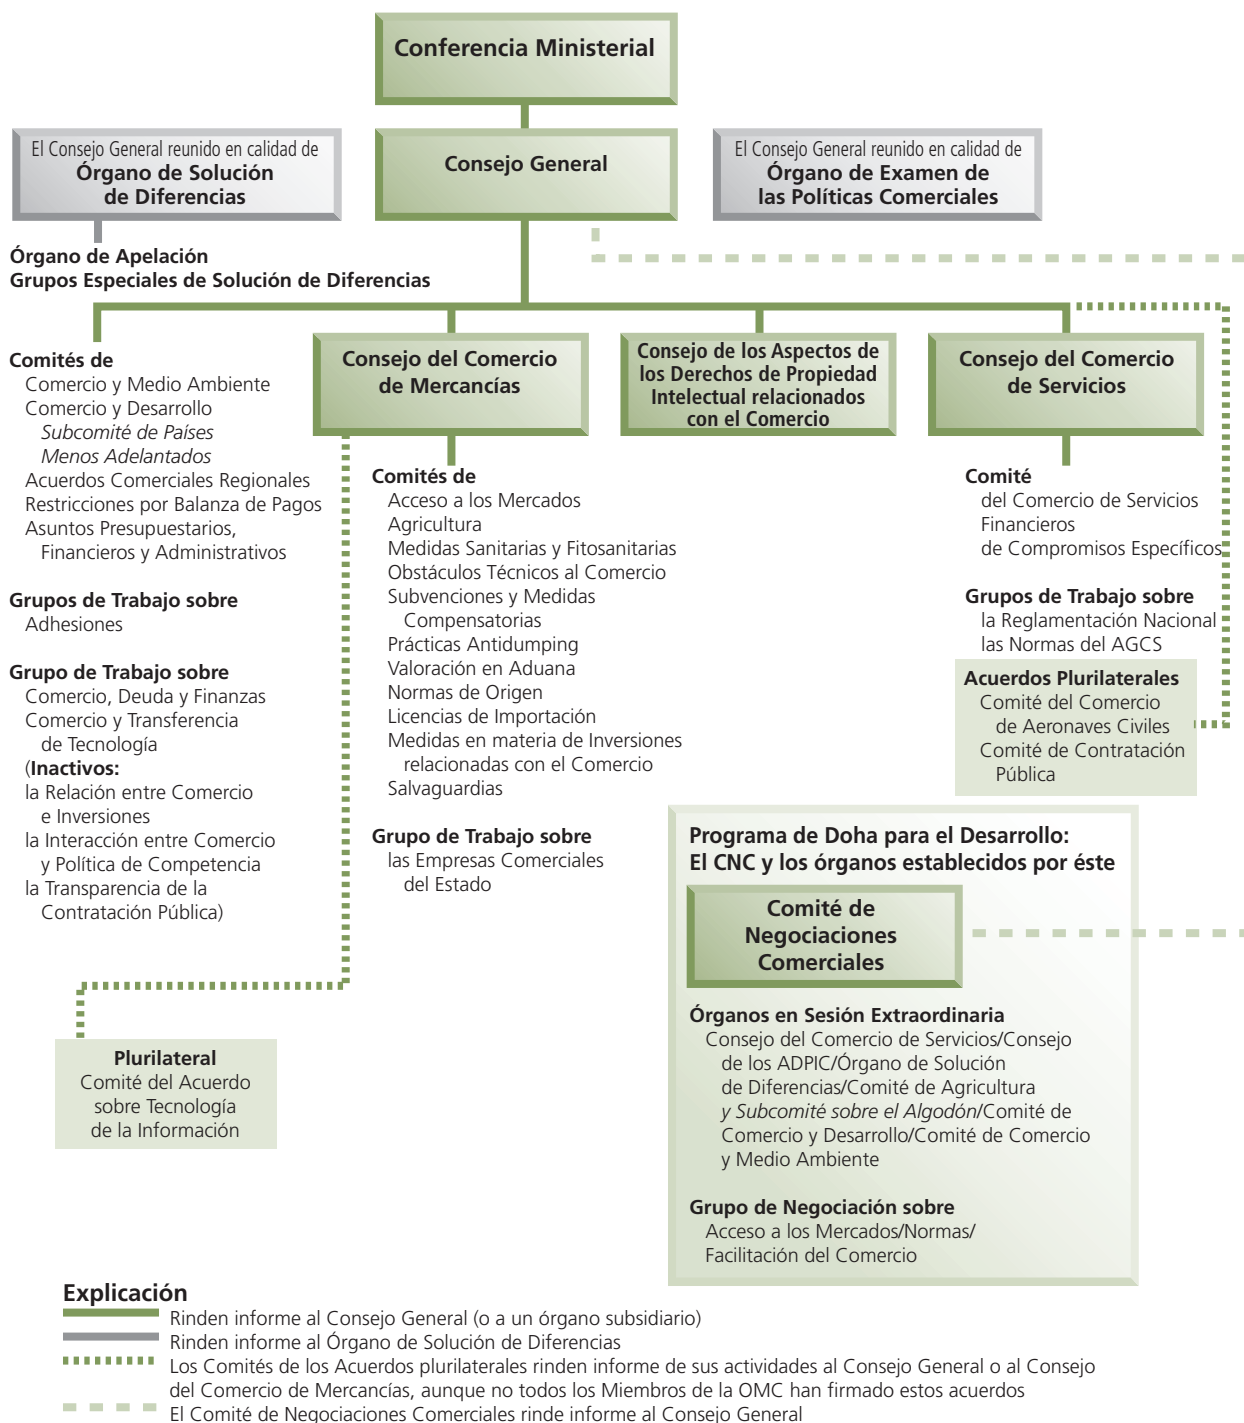 Conferencia Ministerial
El Consejo General reunido en calidad de
Órgano de Solución
de Diferencias
Consejo General
El Consejo General reunido en calidad de
Órgano de Examen de
las Políticas Comerciales
Órgano de Apelación
Grupos Especiales de Solución de Diferencias
Comités de
Comercio y Medio Ambiente
Comercio y Desarrollo
Subcomité de Países
Menos Adelantados
Acuerdos Comerciales Regionales
Restricciones por Balanza de Pagos
Asuntos Presupuestarios,
Financieros y Administrativos
Grupos de Trabajo sobre
Adhesiones
Grupo de Trabajo sobre
Comercio, Deuda y Finanzas
Comercio y Transferencia
de Tecnología
(Inactivos:
la Relación entre Comercio
e Inversiones
la Interacción entre Comercio
y Política de Competencia
la Transparencia de la
Contratación Pública)
Plurilateral
Comité del Acuerdo
sobre Tecnología
de la Información
Consejo del Comercio
de Mercancías
Comités de
Acceso a los Mercados
Agricultura
Medidas Sanitarias y Fitosanitarias
Obstáculos Técnicos al Comercio
Subvenciones y Medidas
Compensatorias
Prácticas Antidumping
Valoración en Aduana
Normas de Origen
Licencias de Importación
Medidas en materia de Inversiones
relacionadas con el Comercio
Salvaguardias
Grupo de Trabajo sobre
las Empresas Comerciales
del Estado
Consejo de los Aspectos de
los Derechos de Propiedad
Intelectual relacionados
con el Comercio
Consejo del Comercio
de Servicios
Comité
del Comercio de Servicios
Financieros
de Compromisos Específicos
Grupos de Trabajo sobre
la Reglamentación Nacional
las Normas del AGCS
Acuerdos Plurilaterales
Comité del Comercio
de Aeronaves Civiles
Comité de Contratación
Pública
Programa de Doha para el Desarrollo:
El CNC y los órganos establecidos por éste
Comité de
Negociaciones
Comerciales
Órganos en Sesión Extraordinaria
Consejo del Comercio de Servicios/Consejo
de los ADPIC/Órgano de Solución
de Diferencias/Comité de Agricultura
y Subcomité sobre el Algodón/Comité de
Comercio y Desarrollo/Comité de Comercio
y Medio Ambiente
Grupo de Negociación sobre
Acceso a los Mercados/Normas/
Facilitación del Comercio
Explicación
Rinden informe al Consejo General (o a un órgano subsidiario)
Rinden informe al Órgano de Solución de Diferencias
Los Comités de los Acuerdos plurilaterales rinden informe de sus actividades al Consejo General o al Consejo
del Comercio de Mercancías, aunque no todos los Miembros de la OMC han firmado estos acuerdos
El Comité de Negociaciones Comerciales rinde informe al Consejo General